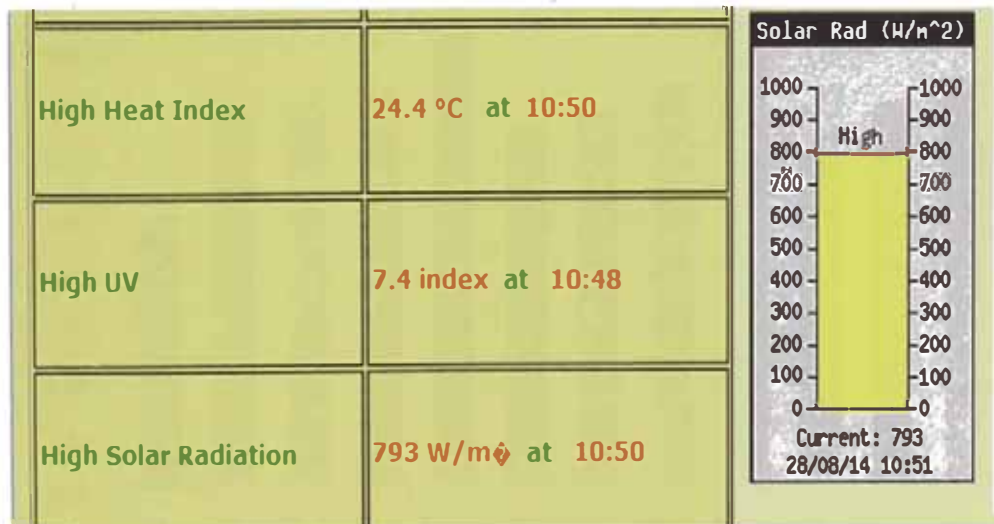 High Heat Index 24.4 ºC at 10:50
High UV 7.4 index at 10:48
High Solar Radiation 793 W/m� at 10:50
Solar Rad (W/m^2)
1000 1000
900 900
High
800 800
700 700
600 600
500 500
400 400
300 300
200 200
100 100
0 0
Current: 793
28/08/14 10:51